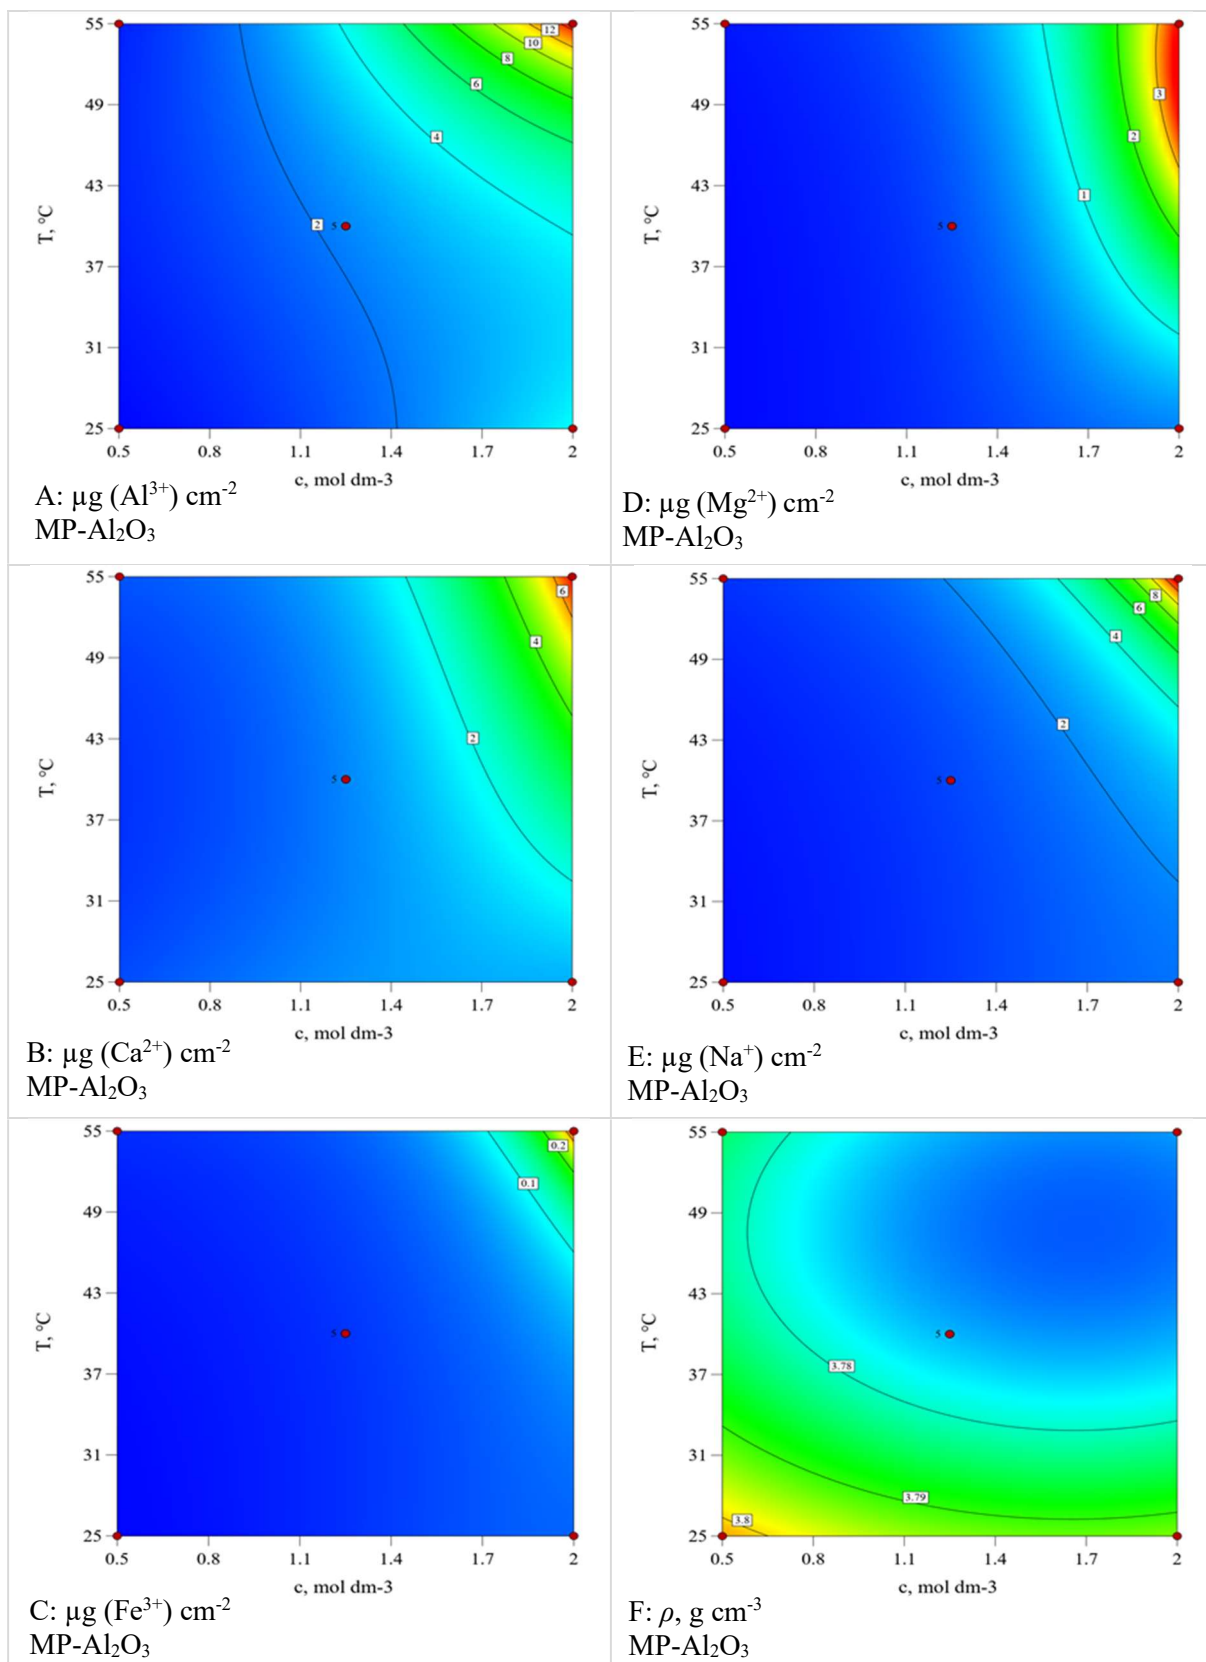 55
49
43
37
31
25
T, °C
12
10
8
6
4
2
5
0.5 0.8 1.1 1.4 1.7 2
c, mol dm-3
A: µg (Al³⁺) cm⁻²
MP-Al₂O₃
55
49
43
37
31
25
T, °C
3
2
1
5
0.5 0.8 1.1 1.4 1.7 2
c, mol dm-3
D: µg (Mg²⁺) cm⁻²
MP-Al₂O₃
55
49
43
37
31
25
T, °C
6
4
2
5
0.5 0.8 1.1 1.4 1.7 2
c, mol dm-3
B: µg (Ca²⁺) cm⁻²
MP-Al₂O₃
55
49
43
37
31
25
T, °C
8
6
4
2
5
0.5 0.8 1.1 1.4 1.7 2
c, mol dm-3
E: µg (Na⁺) cm⁻²
MP-Al₂O₃
55
49
43
37
31
25
T, °C
0.2
0.1
5
0.5 0.8 1.1 1.4 1.7 2
c, mol dm-3
C: µg (Fe³⁺) cm⁻²
MP-Al₂O₃
55
49
43
37
31
25
T, °C
5
3.78
3.79
3.8
0.5 0.8 1.1 1.4 1.7 2
c, mol dm-3
F: ρ, g cm⁻³
MP-Al₂O₃